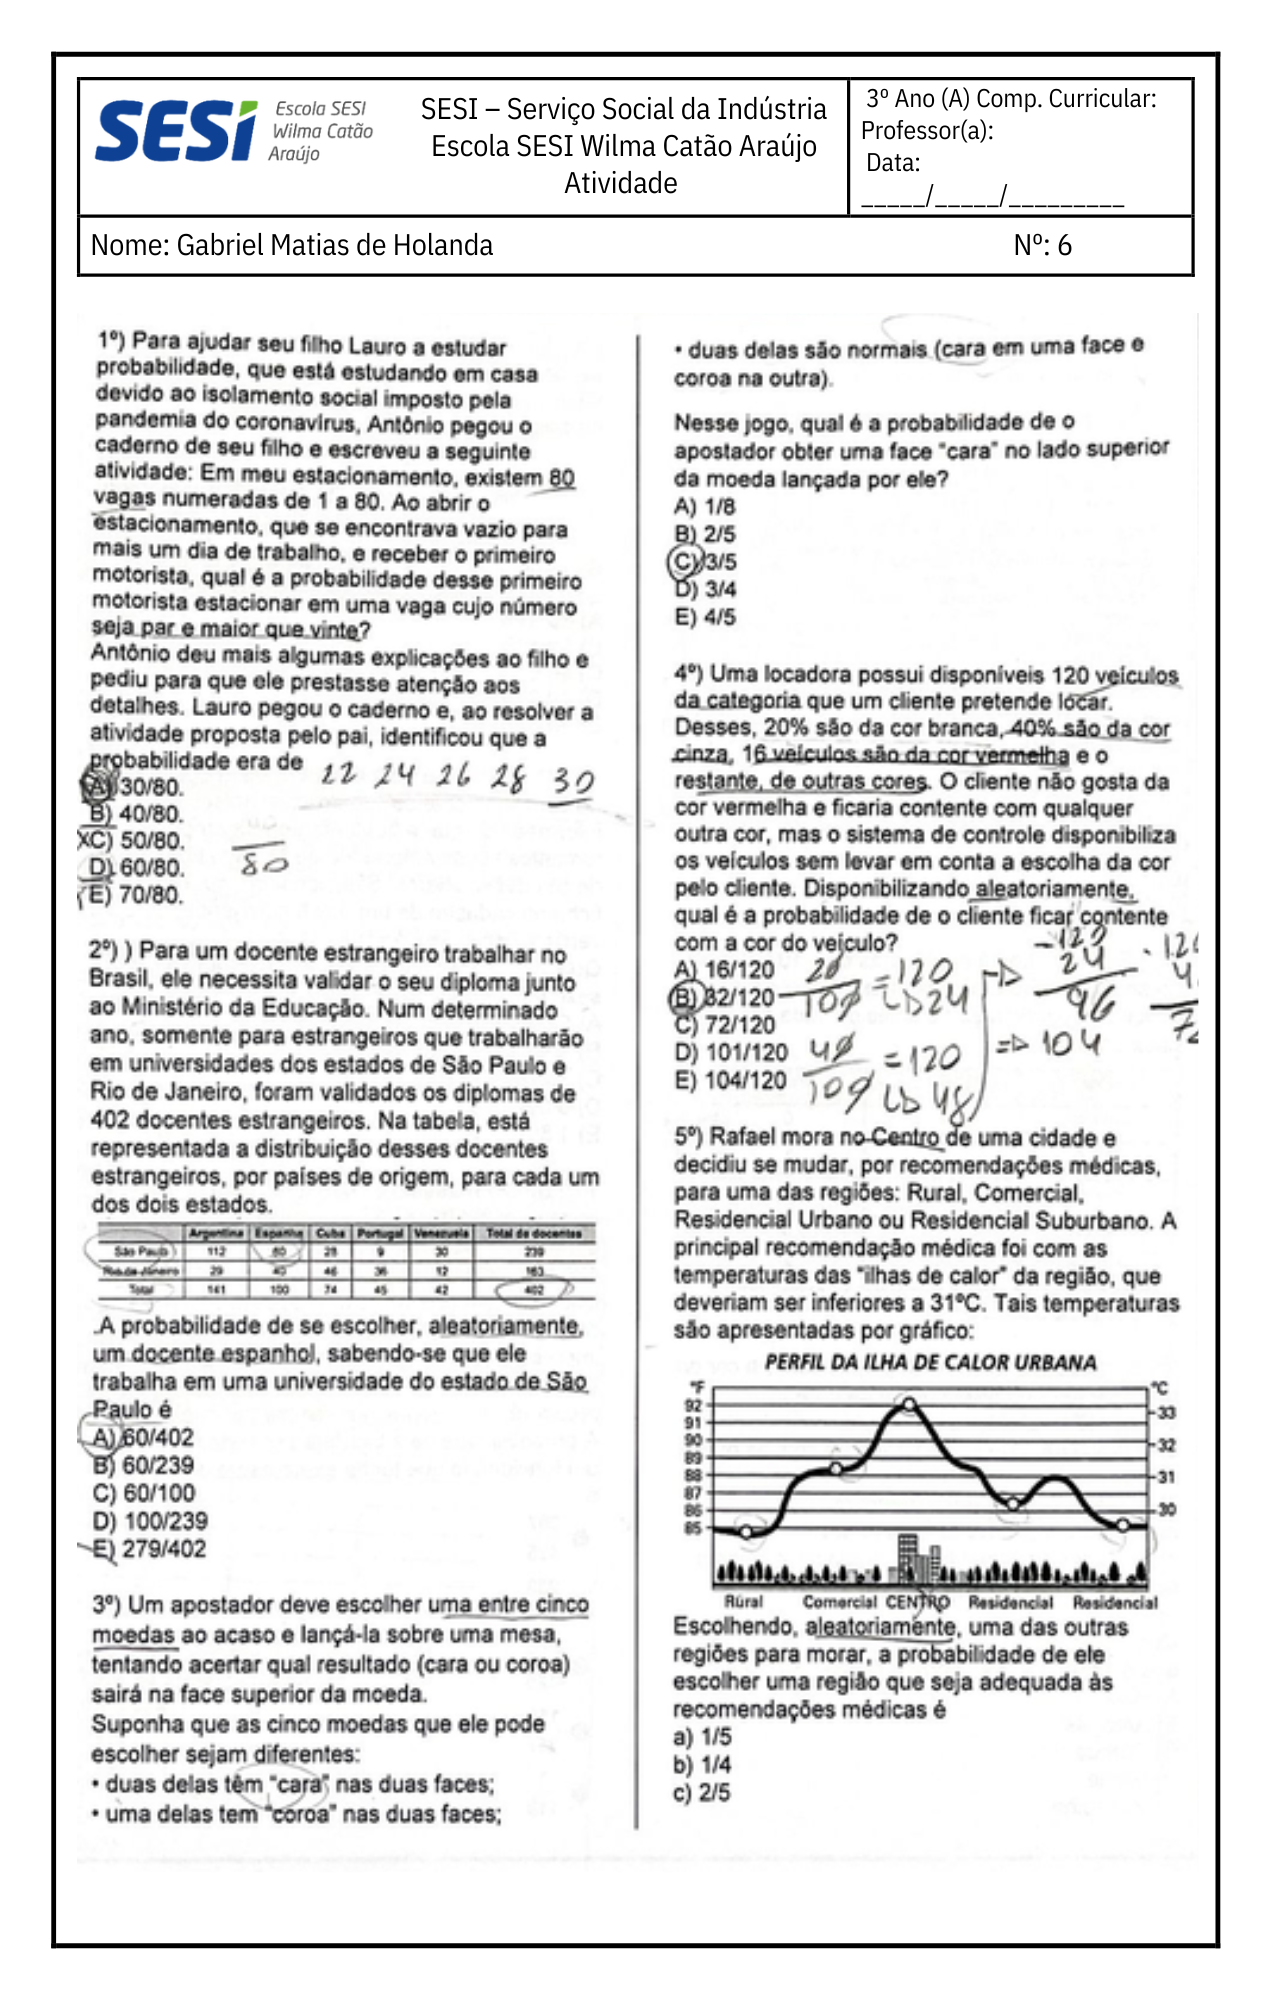 SESI
Escola SESI
Wilma Catão
Araújo
SESI – Serviço Social da Indústria
Escola SESI Wilma Catão Araújo
Atividade
3º Ano (A) Comp. Curricular:
Professor(a):
Data:
_____/_____/_________
Nome: Gabriel Matias de Holanda Nº: 6
1º) Para ajudar seu filho Lauro a estudar
probabilidade, que está estudando em casa
devido ao isolamento social imposto pela
pandemia do coronavírus, Antônio pegou o
caderno de seu filho e escreveu a seguinte
atividade: Em meu estacionamento, existem 80
vagas numeradas de 1 a 80. Ao abrir o
estacionamento, que se encontrava vazio para
mais um dia de trabalho, e receber o primeiro
motorista, qual é a probabilidade desse primeiro
motorista estacionar em uma vaga cujo número
seja par e maior que vinte?
Antônio deu mais algumas explicações ao filho e
pediu para que ele prestasse atenção aos
detalhes. Lauro pegou o caderno e, ao resolver a
atividade proposta pelo pai, identificou que a
probabilidade era de
22 24 26 28 30
A) 30/80.
B) 40/80.
XC) 50/80.
80
D) 60/80.
E) 70/80.
2º) ) Para um docente estrangeiro trabalhar no
Brasil, ele necessita validar o seu diploma junto
ao Ministério da Educação. Num determinado
ano, somente para estrangeiros que trabalharão
em universidades dos estados de São Paulo e
Rio de Janeiro, foram validados os diplomas de
402 docentes estrangeiros. Na tabela, está
representada a distribuição desses docentes
estrangeiros, por países de origem, para cada um
dos dois estados.
Argentina Espanha Cuba Portugal Venezuela Total de docentes
São Paulo 112 60 28 9 30 239
Rio de Janeiro 29 40 46 36 12 163
Total 141 100 74 45 42 402
.A probabilidade de se escolher, aleatoriamente,
um docente espanhol, sabendo-se que ele
trabalha em uma universidade do estado de São
Paulo é
A) 60/402
B) 60/239
C) 60/100
D) 100/239
E) 279/402
3º) Um apostador deve escolher uma entre cinco
moedas ao acaso e lançá-la sobre uma mesa,
tentando acertar qual resultado (cara ou coroa)
sairá na face superior da moeda.
Suponha que as cinco moedas que ele pode
escolher sejam diferentes:
• duas delas têm “cara” nas duas faces;
• uma delas tem “coroa” nas duas faces;
• duas delas são normais (cara em uma face e
coroa na outra).
Nesse jogo, qual é a probabilidade de o
apostador obter uma face “cara” no lado superior
da moeda lançada por ele?
A) 1/8
B) 2/5
C) 3/5
D) 3/4
E) 4/5
4º) Uma locadora possui disponíveis 120 veículos
da categoria que um cliente pretende locar.
Desses, 20% são da cor branca, 40% são da cor
cinza, 16 veículos são da cor vermelha e o
restante, de outras cores. O cliente não gosta da
cor vermelha e ficaria contente com qualquer
outra cor, mas o sistema de controle disponibiliza
os veículos sem levar em conta a escolha da cor
pelo cliente. Disponibilizando aleatoriamente,
qual é a probabilidade de o cliente ficar contente
com a cor do veículo?
A) 16/120
B) 32/120
C) 72/120
D) 101/120
E) 104/120
20
100
= 120
24
40
100
= 120
48
-120
24
96
104
5º) Rafael mora no Centro de uma cidade e
decidiu se mudar, por recomendações médicas,
para uma das regiões: Rural, Comercial,
Residencial Urbano ou Residencial Suburbano. A
principal recomendação médica foi com as
temperaturas das “ilhas de calor” da região, que
deveriam ser inferiores a 31ºC. Tais temperaturas
são apresentadas por gráfico:
PERFIL DA ILHA DE CALOR URBANA
ºF ºC
92
91
90
89
88
87
86
85
33
32
31
30
Rural Comercial CENTRO Residencial Residencial
Escolhendo, aleatoriamente, uma das outras
regiões para morar, a probabilidade de ele
escolher uma região que seja adequada às
recomendações médicas é
a) 1/5
b) 1/4
c) 2/5